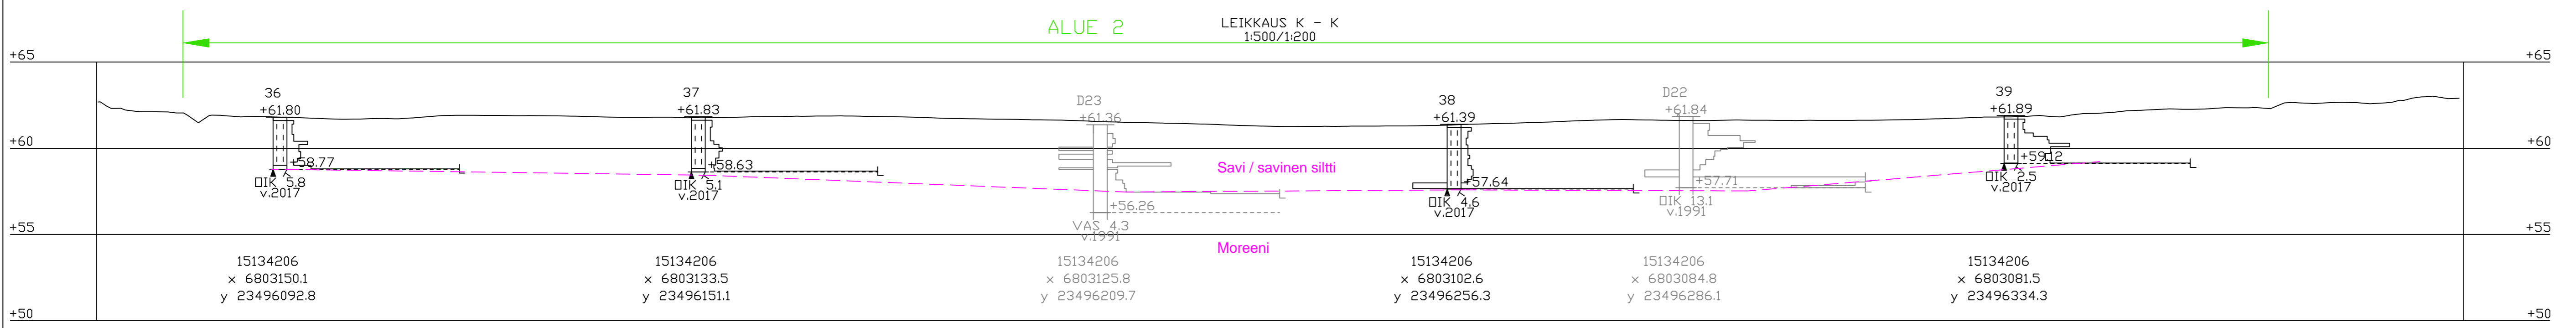 ALUE 2
LEIKKAUS K - K
1:500/1:200
+65
+65
36
+61.80
37
+61.83
D23
+61.36
38
+61.39
D22
+61.84
39
+61.89
+60
+60
+58.77
OIK 5.8
v.2017
+58.63
OIK 5.1
v.2017
+56.26
VAS 4.3
v.1991
Savi / savinen siltti
+57.64
OIK 4.6
v.2017
+57.71
OIK 13.1
v.1991
+59.12
OIK 2.5
v.2017
+55
+55
Moreeni
15134206
x 6803150.1
y 23496092.8
15134206
x 6803133.5
y 23496151.1
15134206
x 6803125.8
y 23496209.7
15134206
x 6803102.6
y 23496256.3
15134206
x 6803084.8
y 23496286.1
15134206
x 6803081.5
y 23496334.3
+50
+50